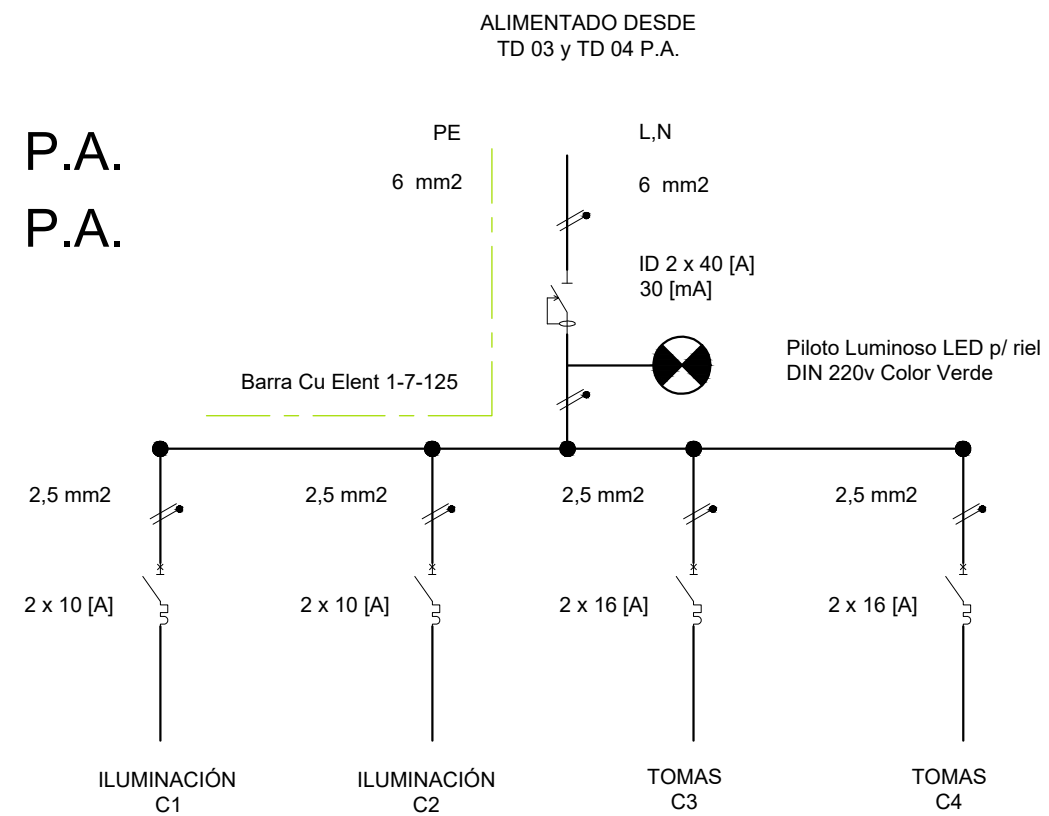 ALIMENTADO DESDE
TD 03 y TD 04 P.A.
P.A.
P.A.
PE
6 mm2
L,N
6 mm2
ID 2 x 40 [A]
30 [mA]
Piloto Luminoso LED p/ riel
DIN 220v Color Verde
Barra Cu Elent 1-7-125
2,5 mm2
2,5 mm2
2,5 mm2
2,5 mm2
2 x 10 [A]
2 x 10 [A]
2 x 16 [A]
2 x 16 [A]
ILUMINACIÓN
C1
ILUMINACIÓN
C2
TOMAS
C3
TOMAS
C4